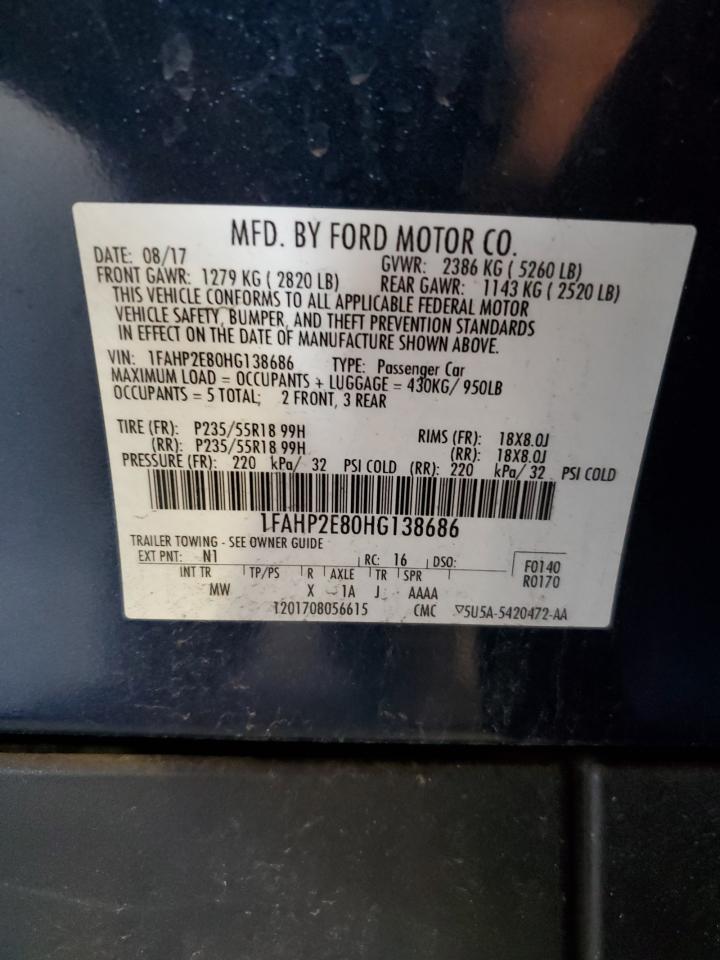 MFD. BY FORD MOTOR CO.
DATE: 08/17 GVWR: 2386 KG ( 5260 LB)
FRONT GAWR: 1279 KG ( 2820 LB) REAR GAWR: 1143 KG ( 2520 LB)
THIS VEHICLE CONFORMS TO ALL APPLICABLE FEDERAL MOTOR
VEHICLE SAFETY, BUMPER, AND THEFT PREVENTION STANDARDS
IN EFFECT ON THE DATE OF MANUFACTURE SHOWN ABOVE.
VIN: 1FAHP2E80HG138686 TYPE: Passenger Car
MAXIMUM LOAD = OCCUPANTS + LUGGAGE = 430KG/ 950LB
OCCUPANTS = 5 TOTAL; 2 FRONT, 3 REAR
TIRE (FR): P235/55R18 99H RIMS (FR): 18X8.0J
(RR): P235/55R18 99H (RR): 18X8.0J
PRESSURE (FR): 220 kPa/ 32 PSI COLD (RR): 220 kPa/ 32 PSI COLD
1FAHP2E80HG138686
TRAILER TOWING - SEE OWNER GUIDE
EXT PNT: N1 RC: 16 DSO: F0140
INT TR TP/PS R AXLE TR SPR R0170
MW X 1A J AAAA
T201708056615 CMC ▽5U5A-5420472-AA